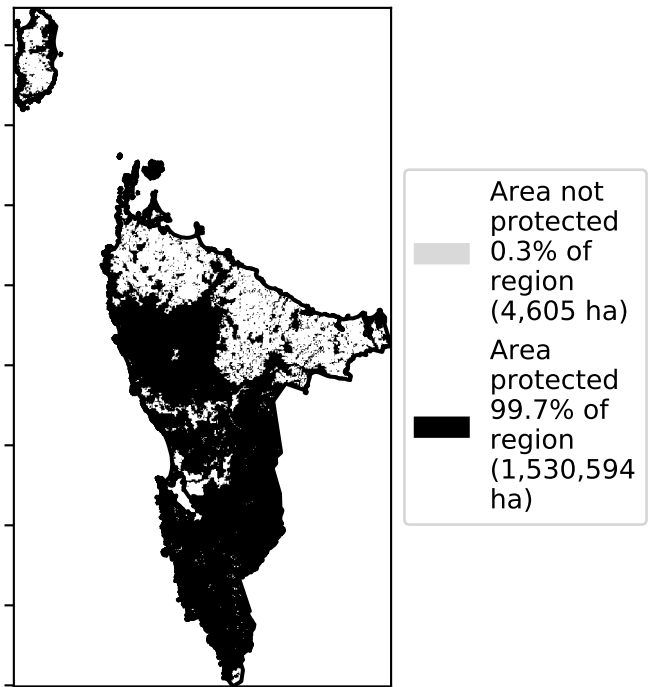 Area not
protected
0.3% of
region
(4,605 ha)
Area
protected
99.7% of
region
(1,530,594
ha)